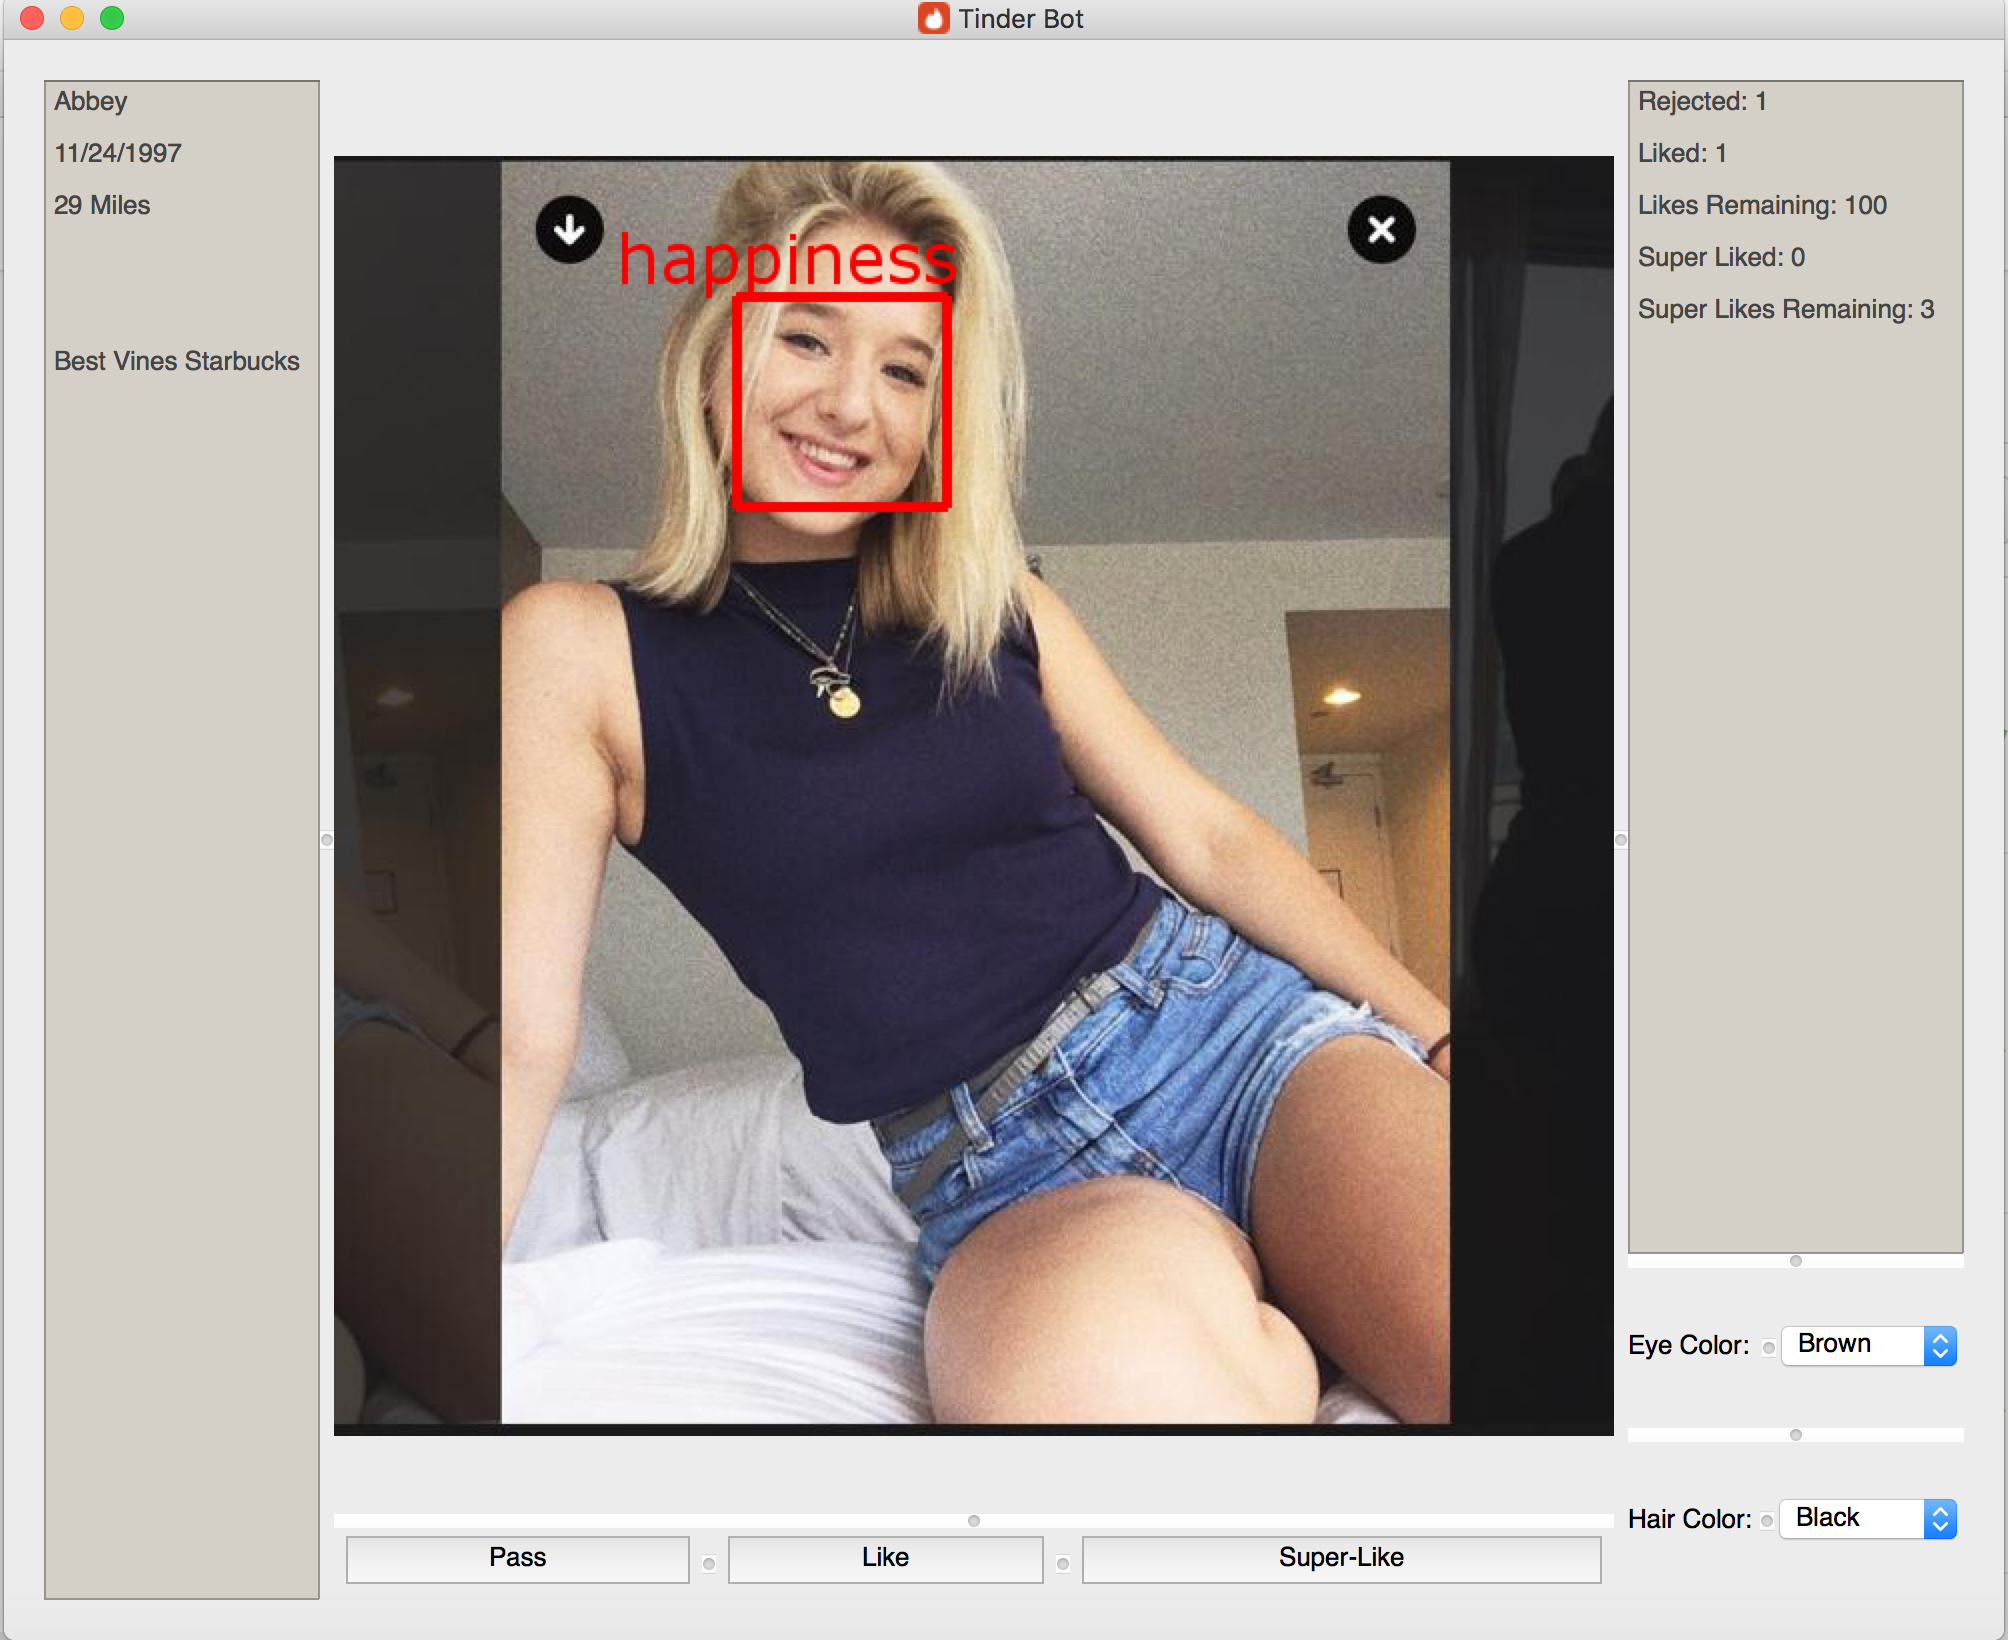 Tinder Bot
Abbey
11/24/1997
29 Miles
Best Vines Starbucks
happiness
Rejected: 1
Liked: 1
Likes Remaining: 100
Super Liked: 0
Super Likes Remaining: 3
Eye Color: Brown
Hair Color: Black
Pass
Like
Super-Like